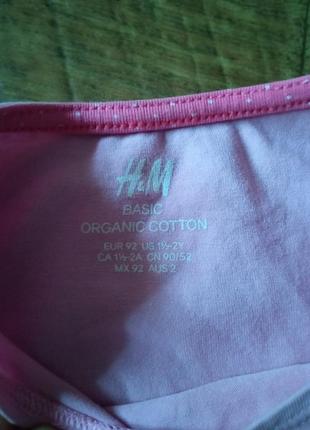 H&M
BASIC
ORGANIC COTTON
EUR 92 US 1½-2Y
CA 1½-2A CN 90/52
MX 92 AUS 2